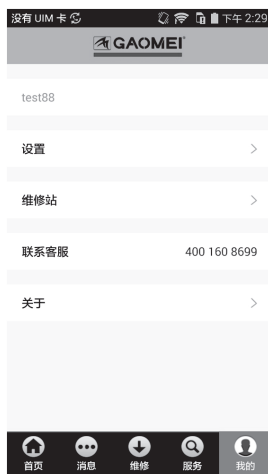 没有 UIM 卡 下午 2:29
GAOMEI
test88
设置
维修站
联系客服 400 160 8699
关于
首页 消息 维修 服务 我的